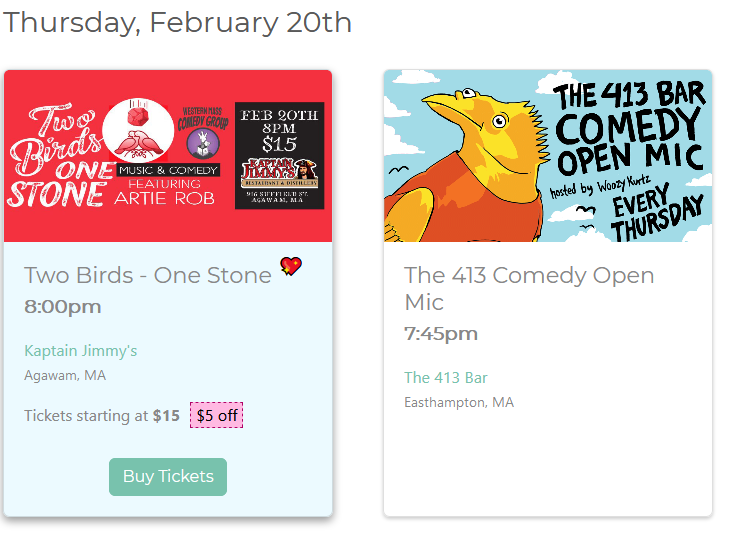 Thursday, February 20th
Two
Birds
ONE
STONE
MUSIC & COMEDY
FEATURING
ARTIE ROB
WESTERN MASS
COMEDY GROUP
FEB 20TH
8PM
$15
KAPTAIN
JIMMY'S
RESTAURANT & DISTILLERY
916 SUFFIELD ST.
AGAWAM, MA
Two Birds - One Stone
8:00pm
Kaptain Jimmy's
Agawam, MA
Tickets starting at $15 $5 off
Buy Tickets
THE 413 BAR
COMEDY
OPEN MIC
hosted by Woozy Kurtz
EVERY
THURSDAY
The 413 Comedy Open
Mic
7:45pm
The 413 Bar
Easthampton, MA